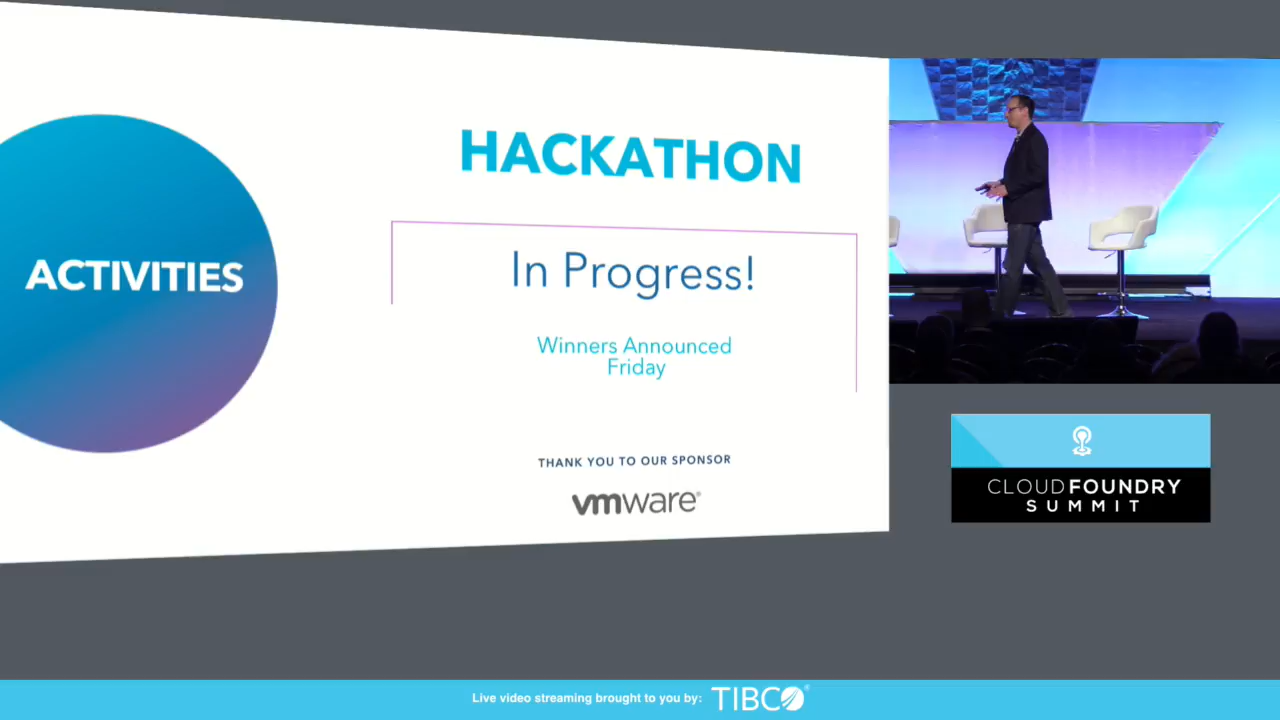 ACTIVITIES
HACKATHON
In Progress!
Winners Announced
Friday
THANK YOU TO OUR SPONSOR
vmware®
CLOUD FOUNDRY
SUMMIT
Live video streaming brought to you by: TIBCO®